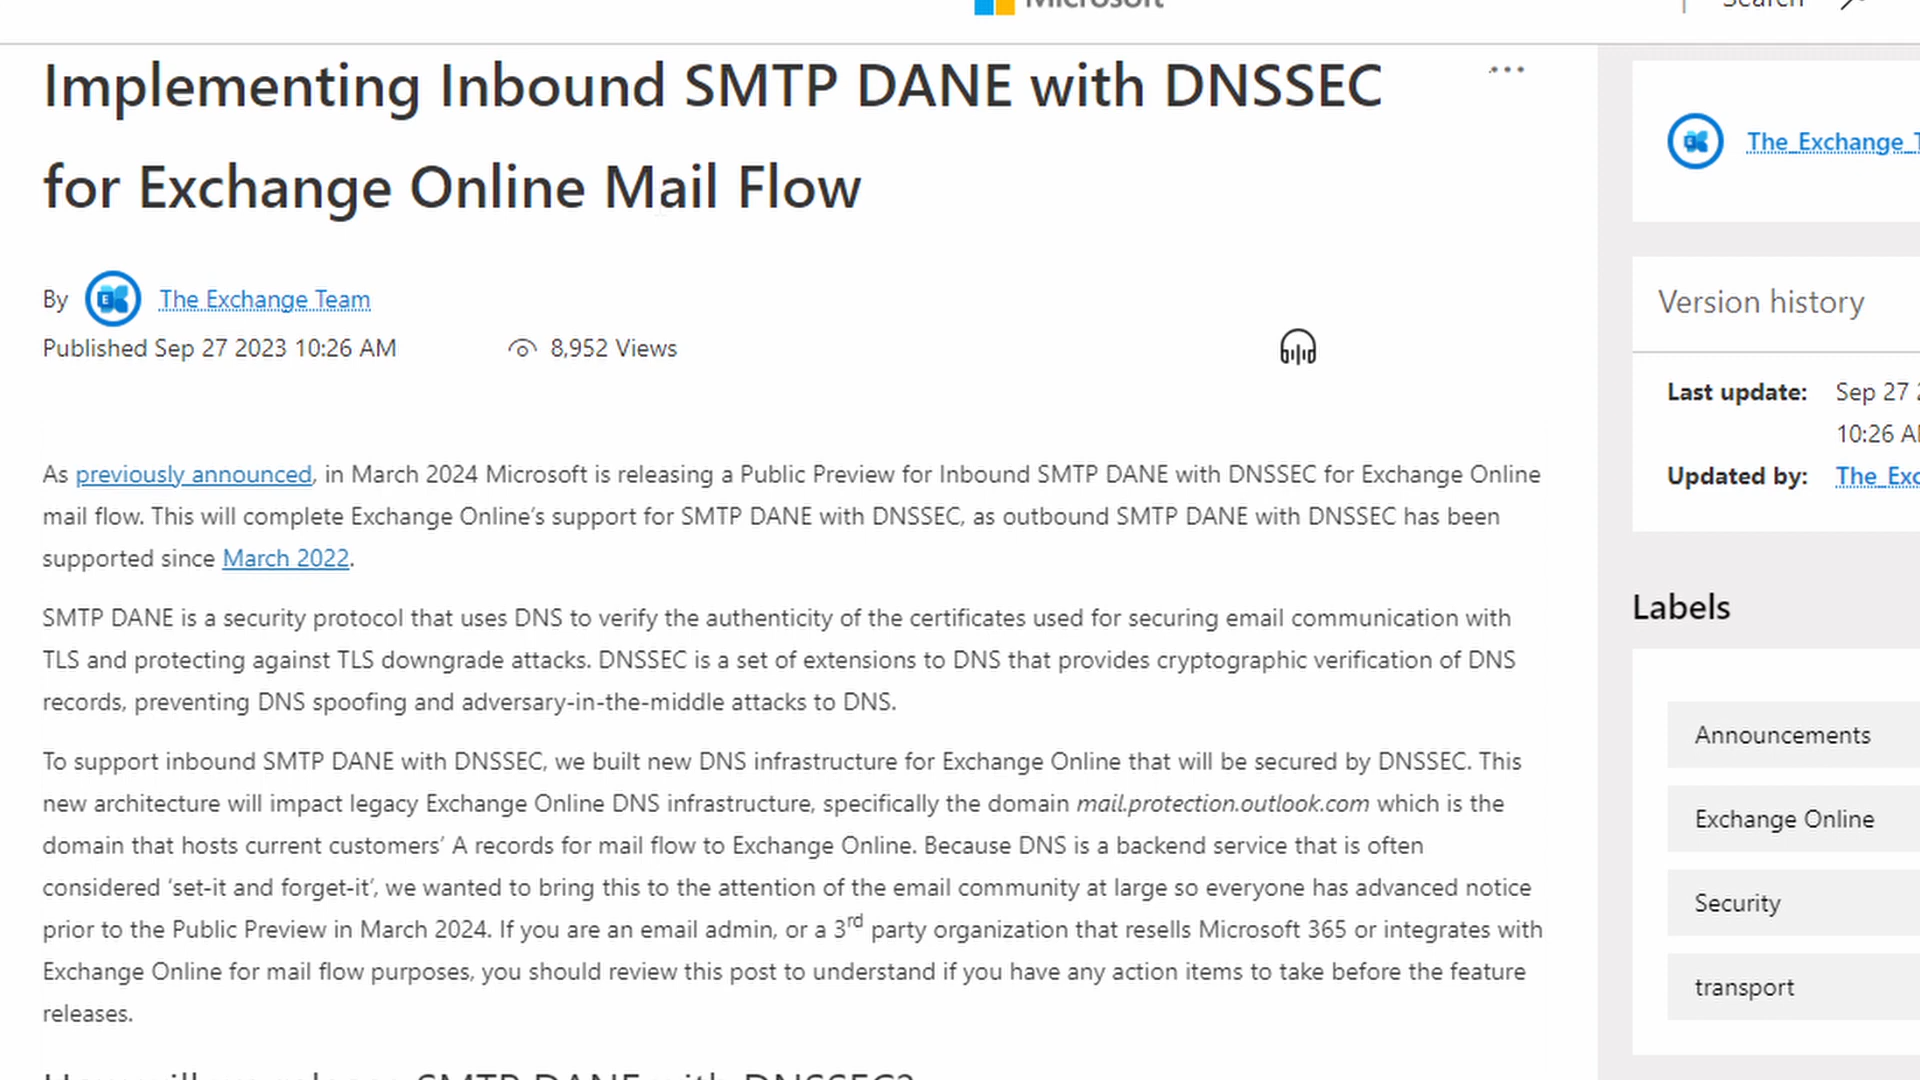 Microsoft
Search
Implementing Inbound SMTP DANE with DNSSEC
for Exchange Online Mail Flow
By The Exchange Team
Published Sep 27 2023 10:26 AM 8,952 Views
As previously announced, in March 2024 Microsoft is releasing a Public Preview for Inbound SMTP DANE with DNSSEC for Exchange Online
mail flow. This will complete Exchange Online’s support for SMTP DANE with DNSSEC, as outbound SMTP DANE with DNSSEC has been
supported since March 2022.
SMTP DANE is a security protocol that uses DNS to verify the authenticity of the certificates used for securing email communication with
TLS and protecting against TLS downgrade attacks. DNSSEC is a set of extensions to DNS that provides cryptographic verification of DNS
records, preventing DNS spoofing and adversary-in-the-middle attacks to DNS.
To support inbound SMTP DANE with DNSSEC, we built new DNS infrastructure for Exchange Online that will be secured by DNSSEC. This
new architecture will impact legacy Exchange Online DNS infrastructure, specifically the domain mail.protection.outlook.com which is the
domain that hosts current customers’ A records for mail flow to Exchange Online. Because DNS is a backend service that is often
considered ‘set-it and forget-it’, we wanted to bring this to the attention of the email community at large so everyone has advanced notice
prior to the Public Preview in March 2024. If you are an email admin, or a 3rd party organization that resells Microsoft 365 or integrates with
Exchange Online for mail flow purposes, you should review this post to understand if you have any action items to take before the feature
releases.
SMTP DANE with DNSSEC?
The_Exchange_T
Version history
Last update: Sep 27 2
10:26 AM
Updated by: The_Exc
Labels
Announcements
Exchange Online
Security
transport